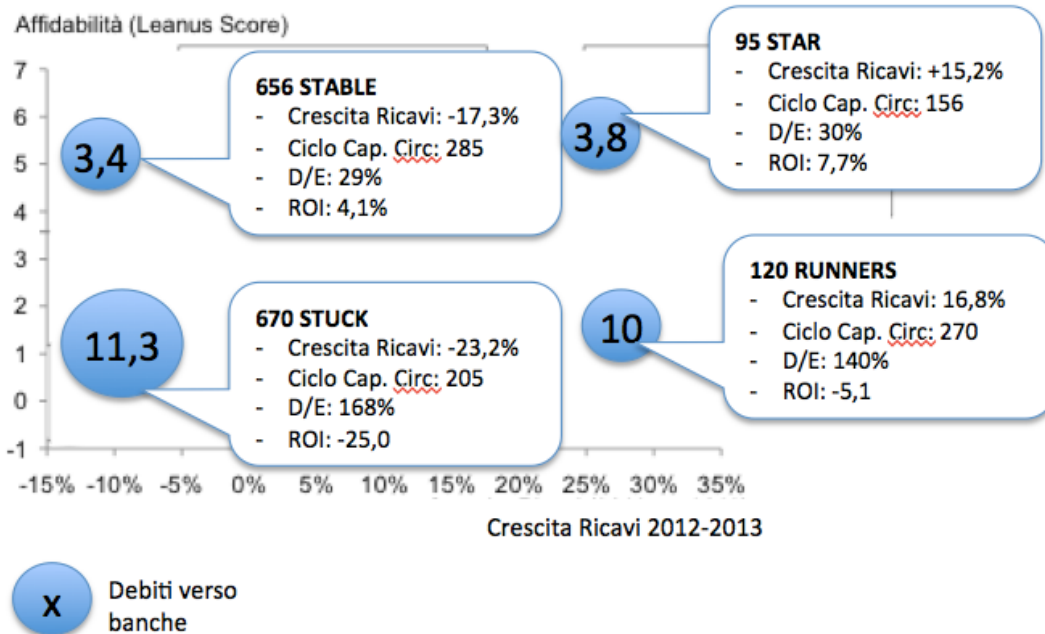 Affidabilità (Leanus Score)
7
6
5
4
3
2
1
0
-1
-15% -10% -5% 0% 5% 10% 15% 20% 25% 30% 35%
Crescita Ricavi 2012-2013
3,4
656 STABLE
- Crescita Ricavi: -17,3%
- Ciclo Cap. Circ: 285
- D/E: 29%
- ROI: 4,1%
3,8
95 STAR
- Crescita Ricavi: +15,2%
- Ciclo Cap. Circ: 156
- D/E: 30%
- ROI: 7,7%
11,3
670 STUCK
- Crescita Ricavi: -23,2%
- Ciclo Cap. Circ: 205
- D/E: 168%
- ROI: -25,0
10
120 RUNNERS
- Crescita Ricavi: 16,8%
- Ciclo Cap. Circ: 270
- D/E: 140%
- ROI: -5,1
X
Debiti verso
banche